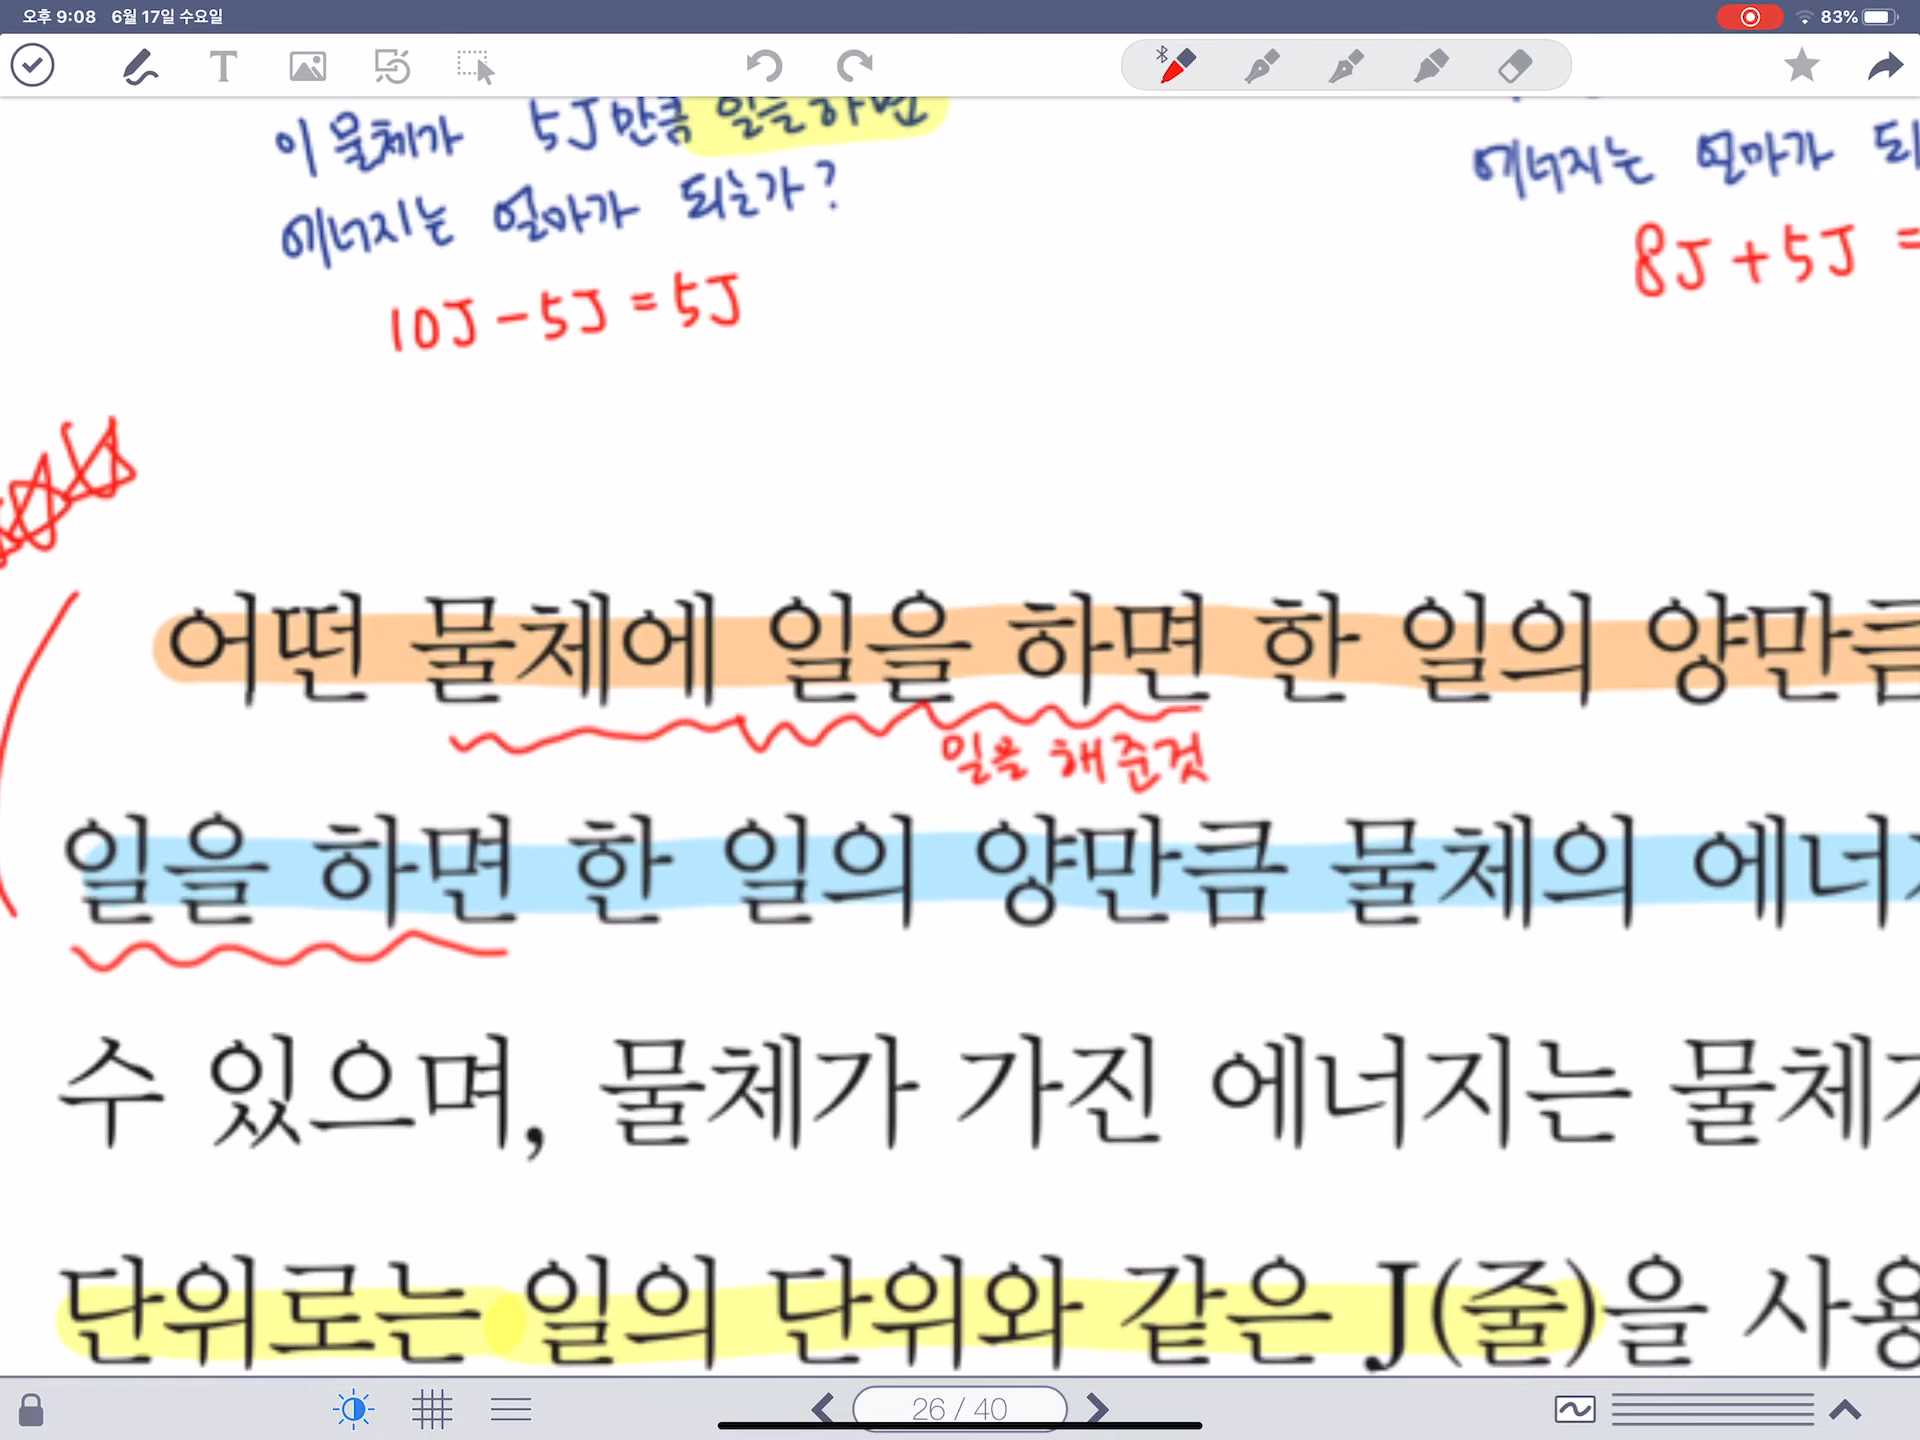 오후 9:08 6월 17일 수요일
83%
이 물체가 5J만큼 일을하면
에너지는 얼마가 되는가?
10J-5J=5J
에너지는 얼마가 되
8J+5J =
어떤 물체에 일을 하면 한 일의 양만큼
일을 해준것
일을 하면 한 일의 양만큼 물체의 에너
수 있으며, 물체가 가진 에너지는 물체
단위로는 일의 단위와 같은 J(줄)을 사용
26 / 40